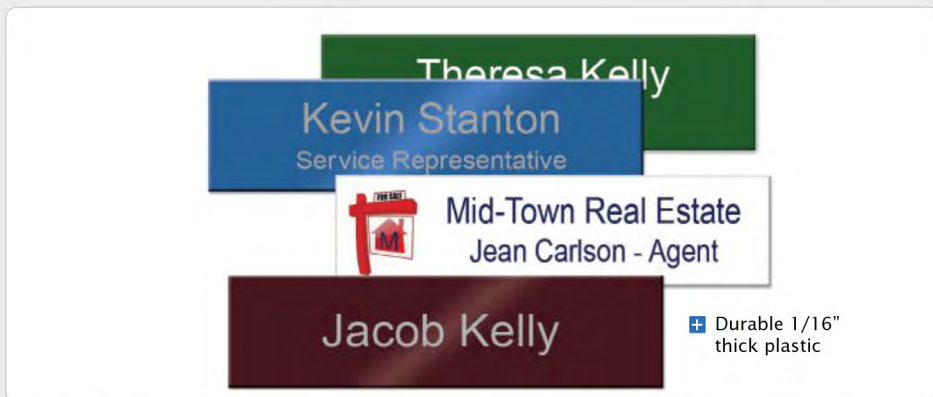 Theresa Kelly
Kevin Stanton
Service Representative
FOR SALE
M
Mid-Town Real Estate
Jean Carlson - Agent
Jacob Kelly
Durable 1/16”
thick plastic